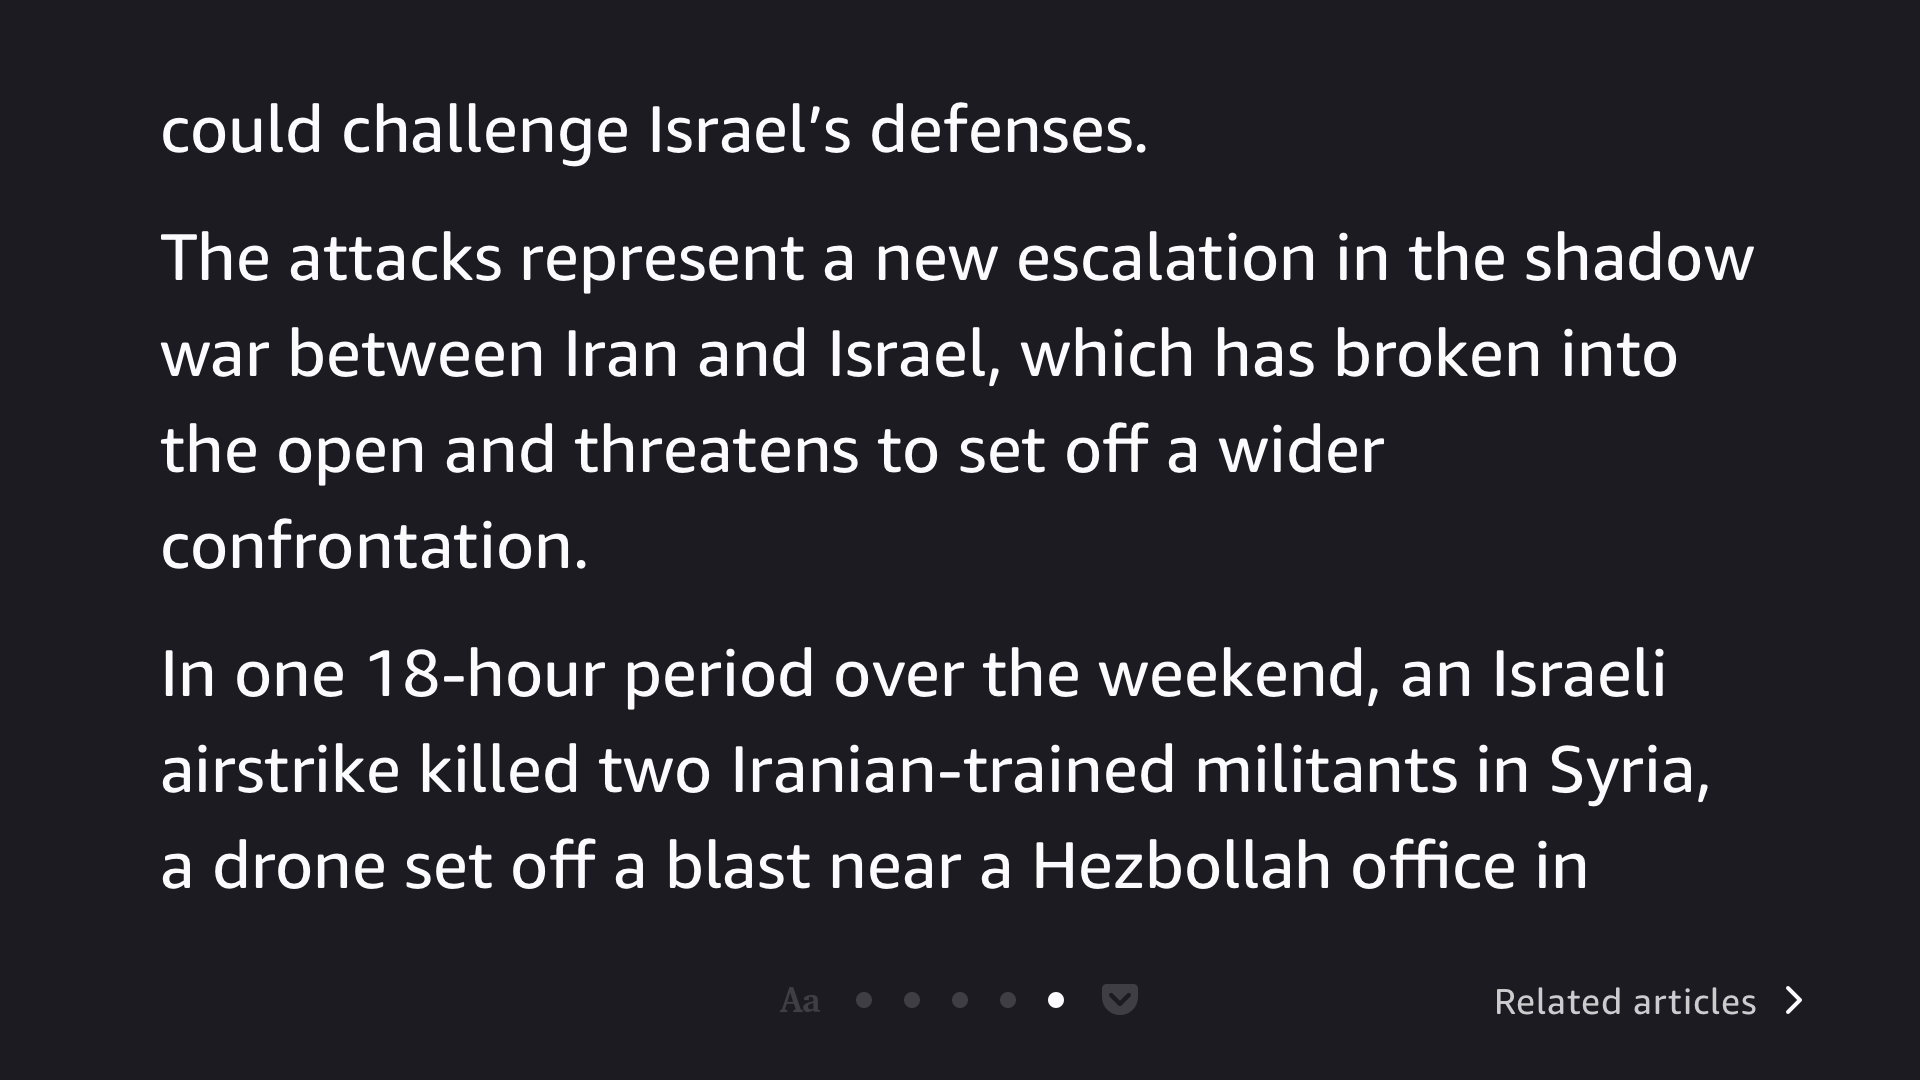 could challenge Israel’s defenses.
The attacks represent a new escalation in the shadow
war between Iran and Israel, which has broken into
the open and threatens to set off a wider
confrontation.
In one 18-hour period over the weekend, an Israeli
airstrike killed two Iranian-trained militants in Syria,
a drone set off a blast near a Hezbollah office in
Aa
Related articles